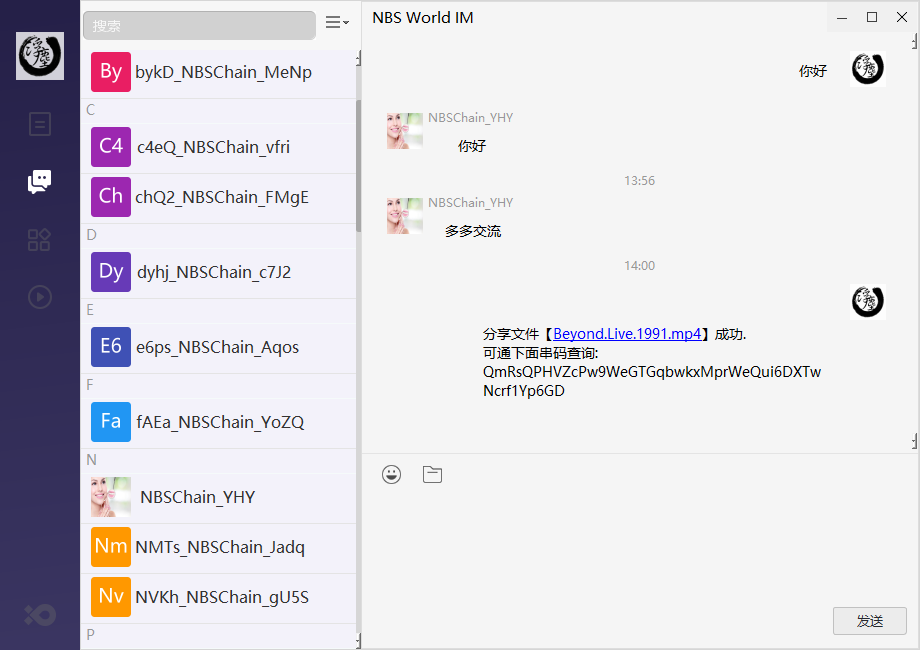 搜索
By bykD_NBSChain_MeNp
C
C4 c4eQ_NBSChain_vfri
Ch chQ2_NBSChain_FMgE
D
Dy dyhj_NBSChain_c7J2
E
E6 e6ps_NBSChain_Aqos
F
Fa fAEa_NBSChain_YoZQ
N
NBSChain_YHY
Nm NMTs_NBSChain_Jadq
Nv NVKh_NBSChain_gU5S
P
NBS World IM
你好
NBSChain_YHY
你好
13:56
NBSChain_YHY
多多交流
14:00
分享文件【Beyond.Live.1991.mp4】成功.
可通下面串码查询:
QmRsQPHVZcPw9WeGTGqbwkxMprWeQui6DXTw
Ncrf1Yp6GD
发送